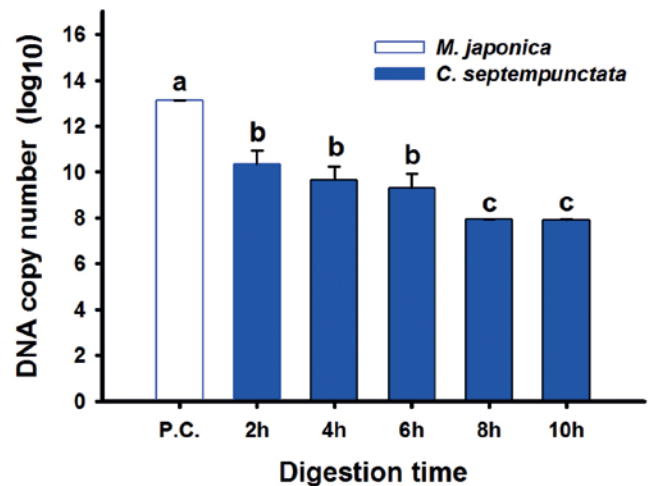 DNA copy number (log10)
16
14
12
10
8
6
4
2
0
M. japonica
C. septempunctata
a
b
b
b
c
c
P.C.
2h
4h
6h
8h
10h
Digestion time